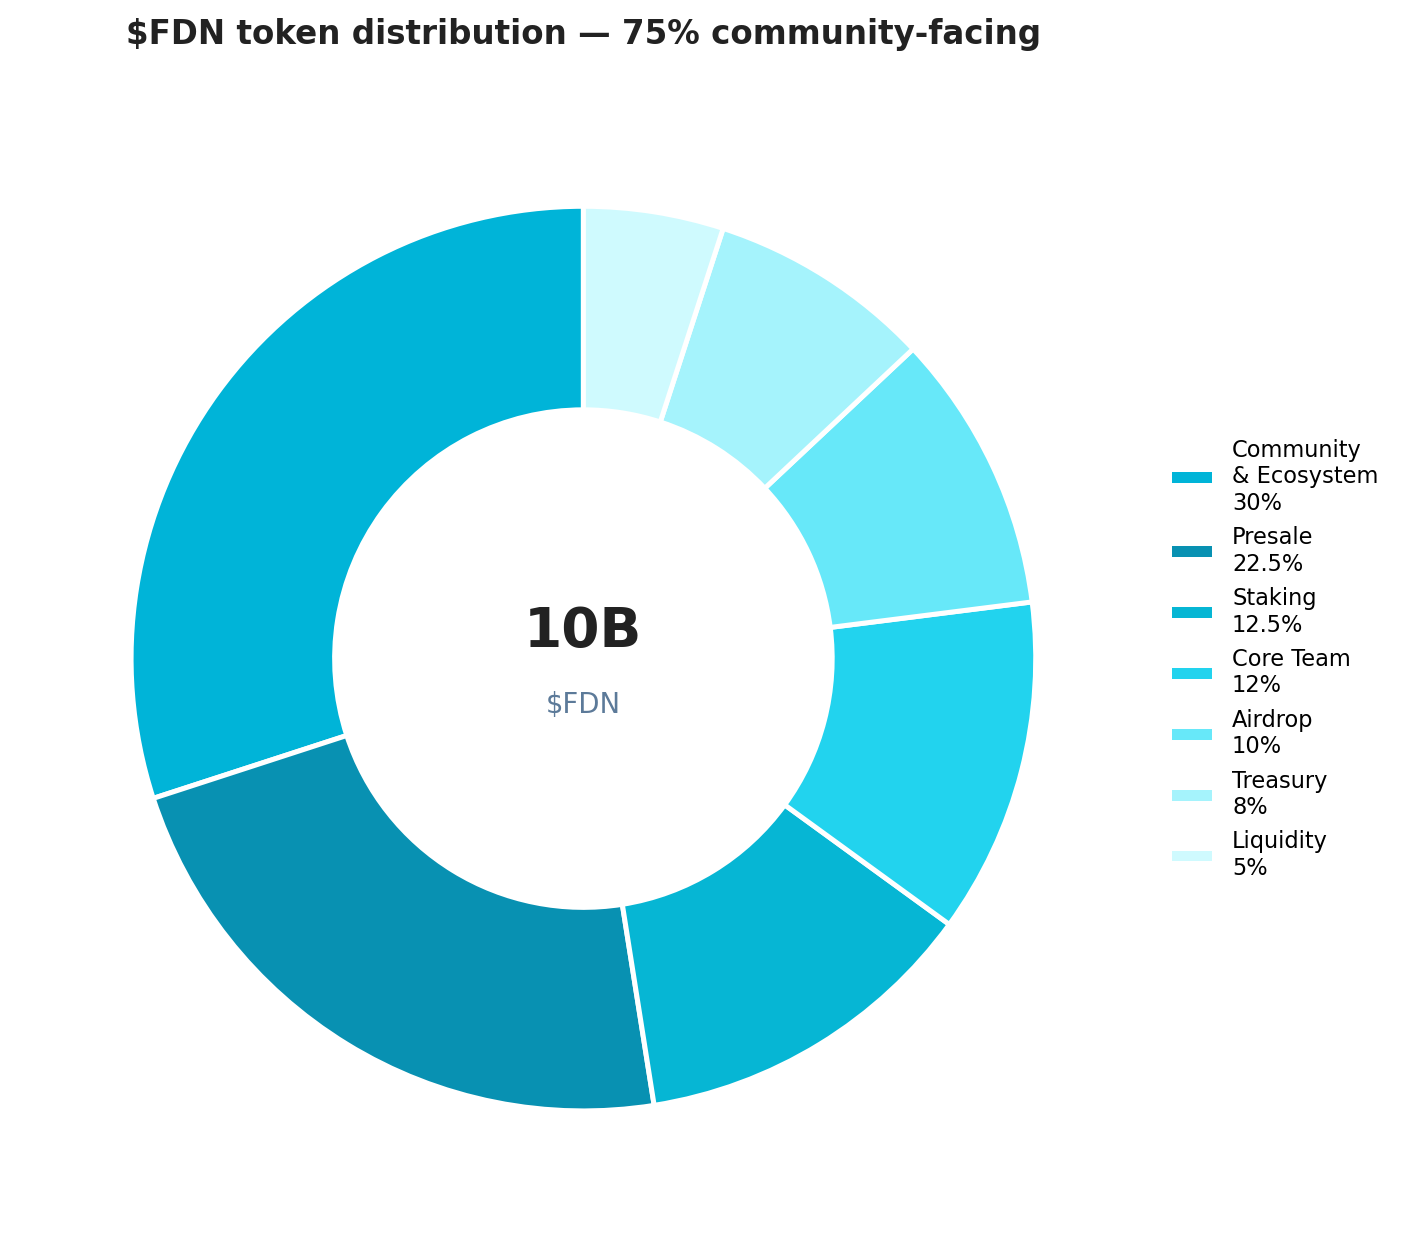 $FDN token distribution — 75% community-facing
10B
$FDN
Community
& Ecosystem
30%
Presale
22.5%
Staking
12.5%
Core Team
12%
Airdrop
10%
Treasury
8%
Liquidity
5%